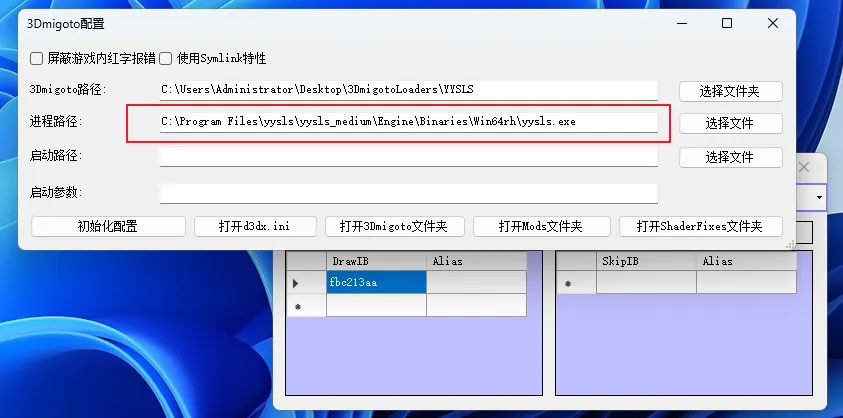 3Dmigoto配置
屏蔽游戏内红字报错 使用Symlink特性
3Dmigoto路径： C:\Users\Administrator\Desktop\3DmigotoLoaders\YYSLS 选择文件夹
进程路径： C:\Program Files\yysls\yysls_medium\Engine\Binaries\Win64rh\yysls.exe 选择文件
启动路径： 选择文件
启动参数：
初始化配置 打开d3dx.ini 打开3Dmigoto文件夹 打开Mods文件夹 打开ShaderFixes文件夹
DrawIB Alias SkipIB Alias
fbc213aa